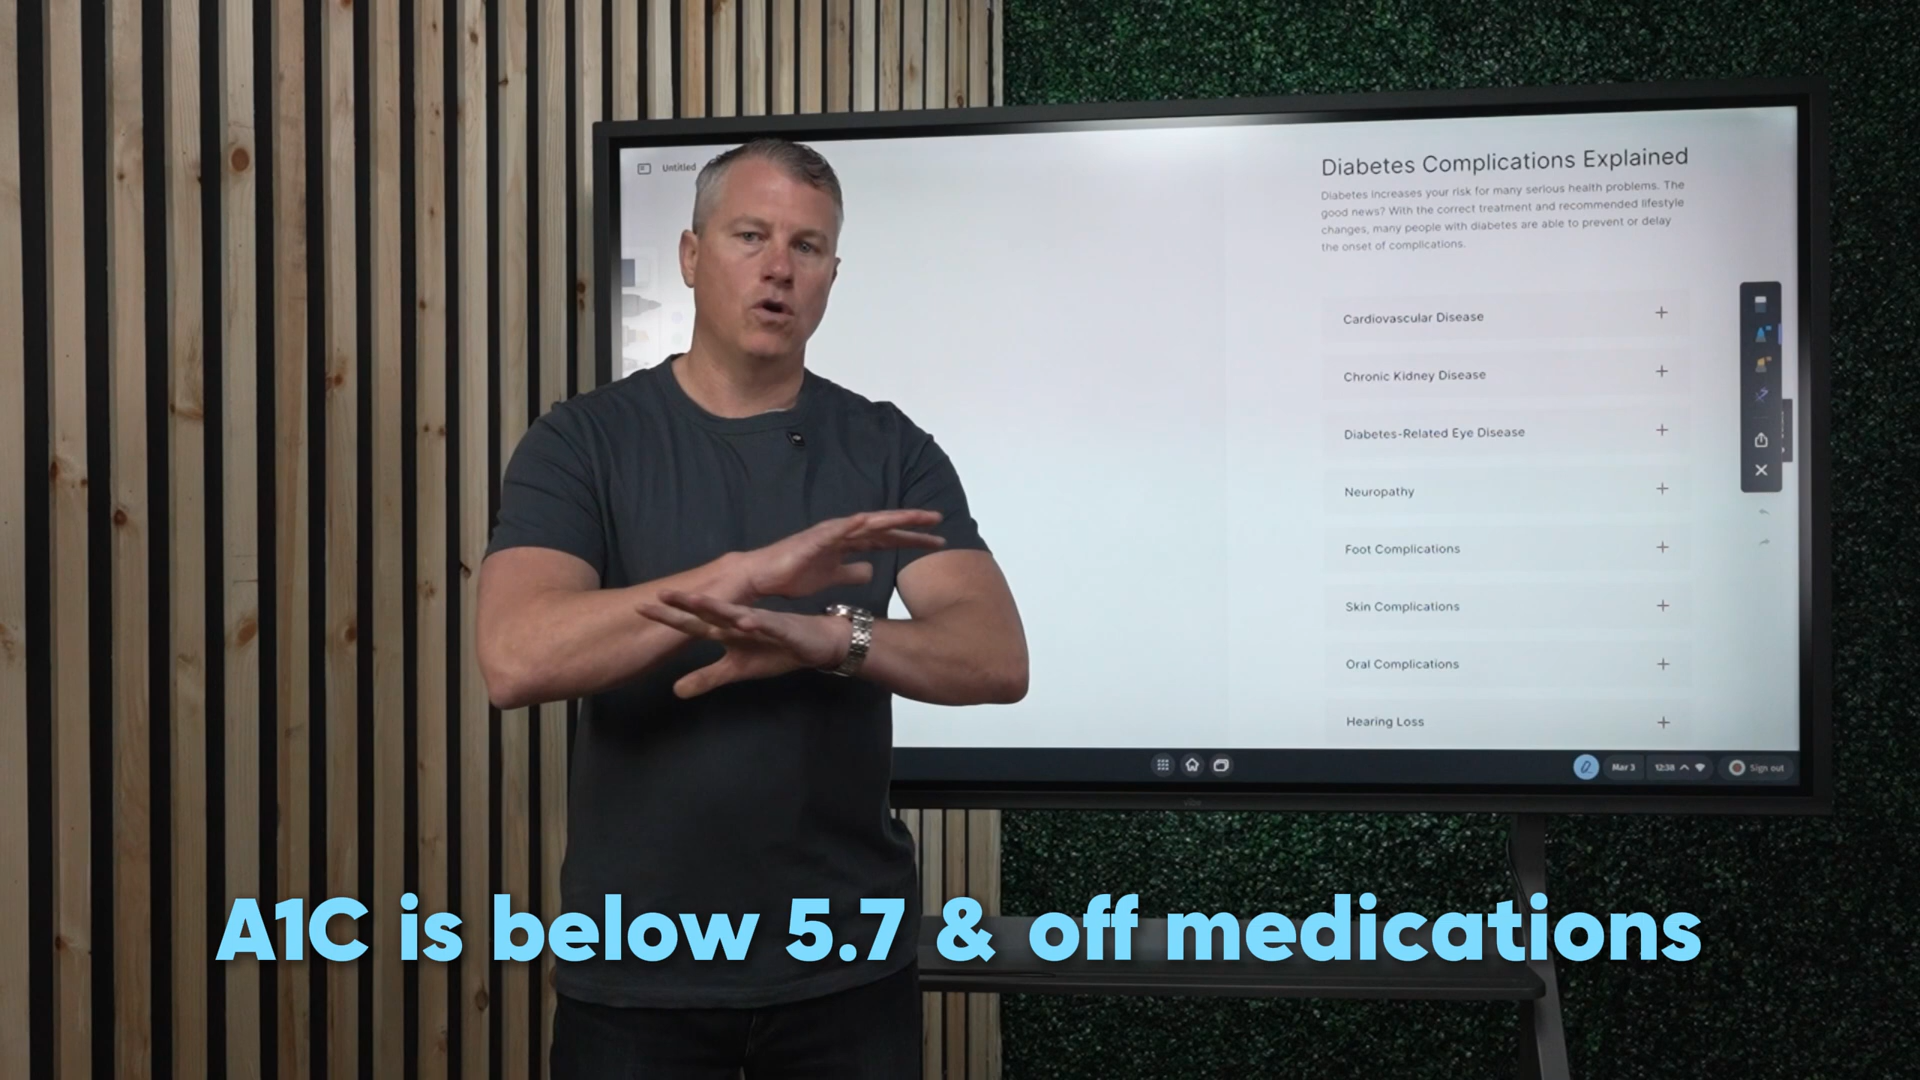 Untitled
Diabetes Complications Explained
Diabetes increases your risk for many serious health problems. The
good news? With the correct treatment and recommended lifestyle
changes, many people with diabetes are able to prevent or delay
the onset of complications.
Cardiovascular Disease
Chronic Kidney Disease
Diabetes-Related Eye Disease
Neuropathy
Foot Complications
Skin Complications
Oral Complications
Hearing Loss
Mar 3 12:38 Sign out
vibe
A1C is below 5.7 & off medications